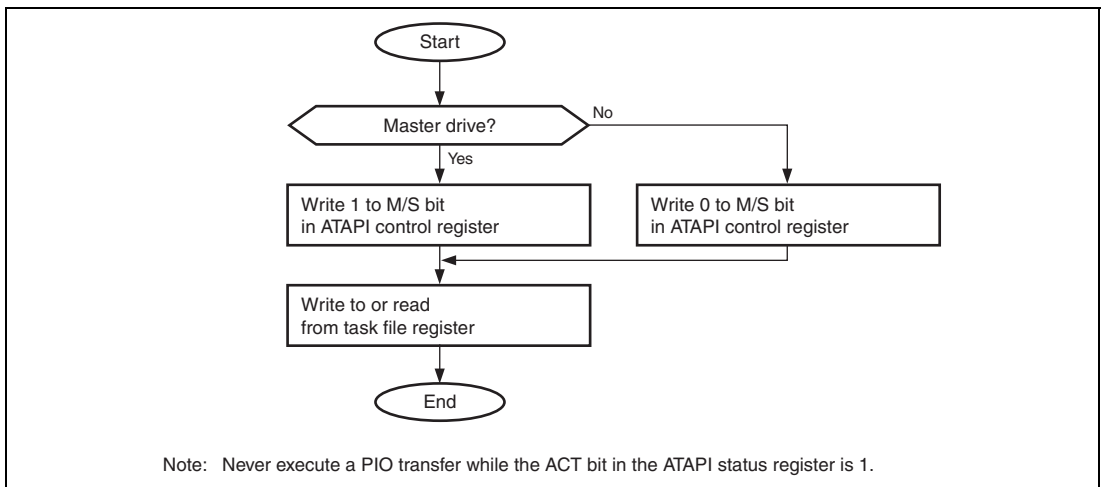 Start
Master drive?
No
Yes
Write 1 to M/S bit
in ATAPI control register
Write 0 to M/S bit
in ATAPI control register
Write to or read
from task file register
End
Note: Never execute a PIO transfer while the ACT bit in the ATAPI status register is 1.